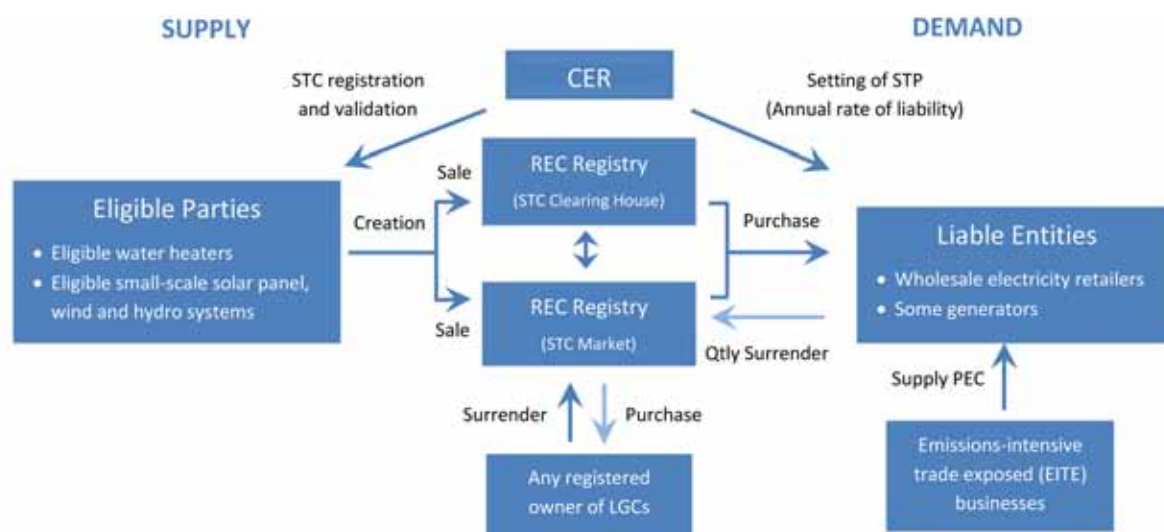 SUPPLY
DEMAND
CER
STC registration
and validation
Setting of STP
(Annual rate of liability)
Eligible Parties
• Eligible water heaters
• Eligible small-scale solar panel,
wind and hydro systems
Creation
Sale
Sale
REC Registry
(STC Clearing House)
REC Registry
(STC Market)
Purchase
Liable Entities
• Wholesale electricity retailers
• Some generators
Qtly Surrender
Supply PEC
Surrender
Purchase
Any registered
owner of LGCs
Emissions-intensive
trade exposed (EITE)
businesses